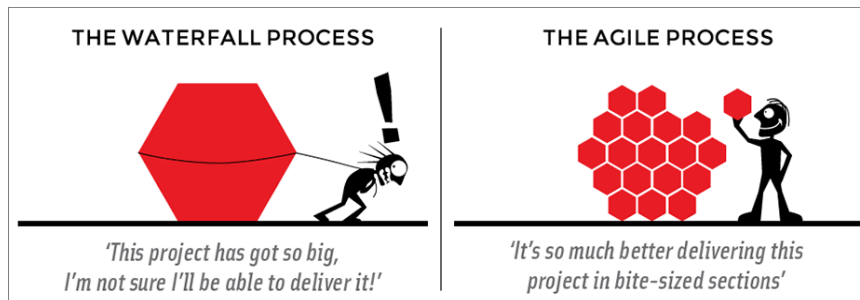 THE WATERFALL PROCESS
'This project has got so big,
I'm not sure I'll be able to deliver it!'
THE AGILE PROCESS
'It's so much better delivering this
project in bite-sized sections'